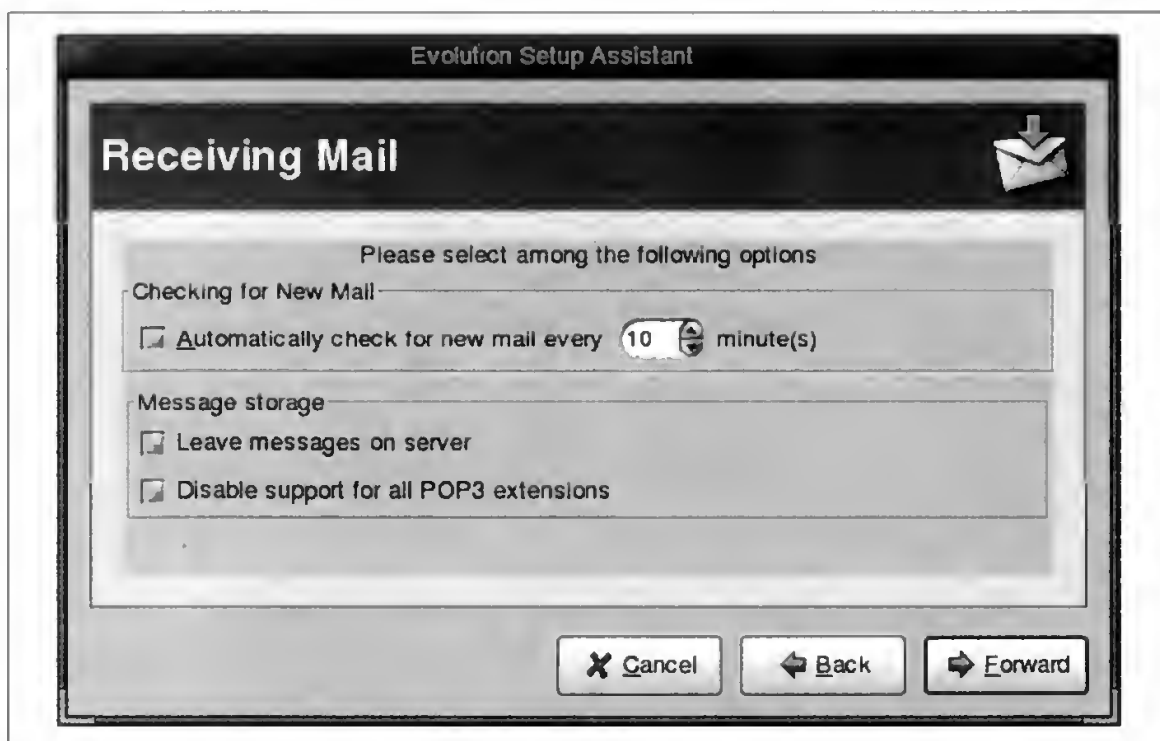 Evolution Setup Assistant
Receiving Mail
Please select among the following options
Checking for New Mail
Automatically check for new mail every 10 minute(s)
Message storage
Leave messages on server
Disable support for all POP3 extensions
Cancel Back Forward